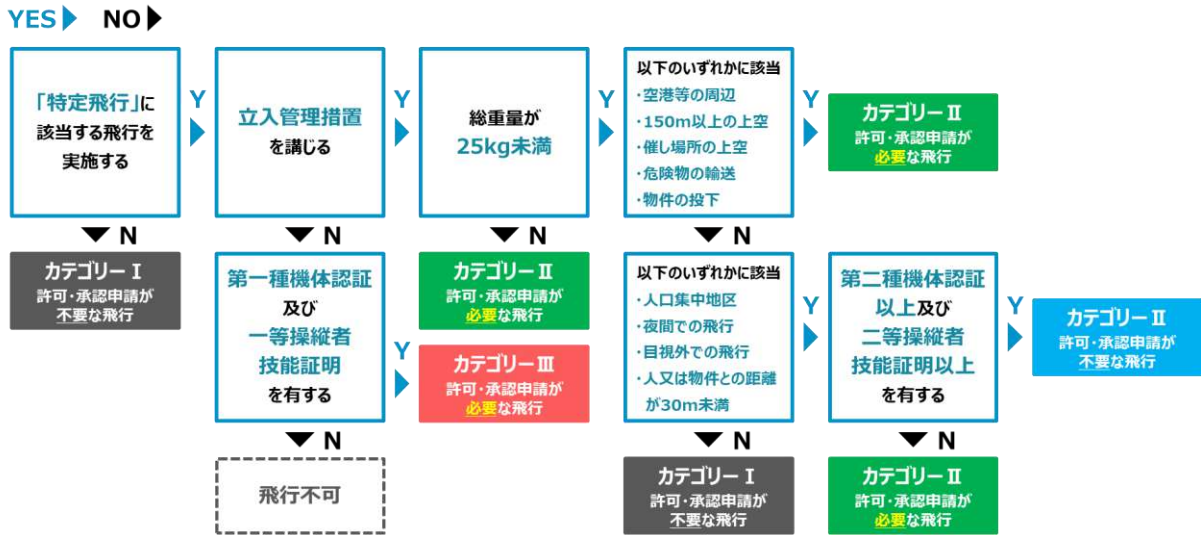 YES▶ NO▶
「特定飛行」に
該当する飛行を
実施する
Y
立入管理措置
を講じる
Y
総重量が
25kg未満
Y
以下のいずれかに該当
・空港等の周辺
・150m以上の上空
・催し場所の上空
・危険物の輸送
・物件の投下
Y
カテゴリーⅡ
許可・承認申請が
必要な飛行
N
N
N
N
カテゴリーⅠ
許可・承認申請が
不要な飛行
第一種機体認証
及び
一等操縦者
技能証明
を有する
Y
カテゴリーⅡ
許可・承認申請が
必要な飛行
カテゴリーⅢ
許可・承認申請が
必要な飛行
以下のいずれかに該当
・人口集中地区
・夜間での飛行
・目視外での飛行
・人又は物件との距離
が30m未満
Y
第二種機体認証
以上及び
二等操縦者
技能証明以上
を有する
Y
カテゴリーⅡ
許可・承認申請が
不要な飛行
N
N
N
飛行不可
カテゴリーⅠ
許可・承認申請が
不要な飛行
カテゴリーⅡ
許可・承認申請が
必要な飛行